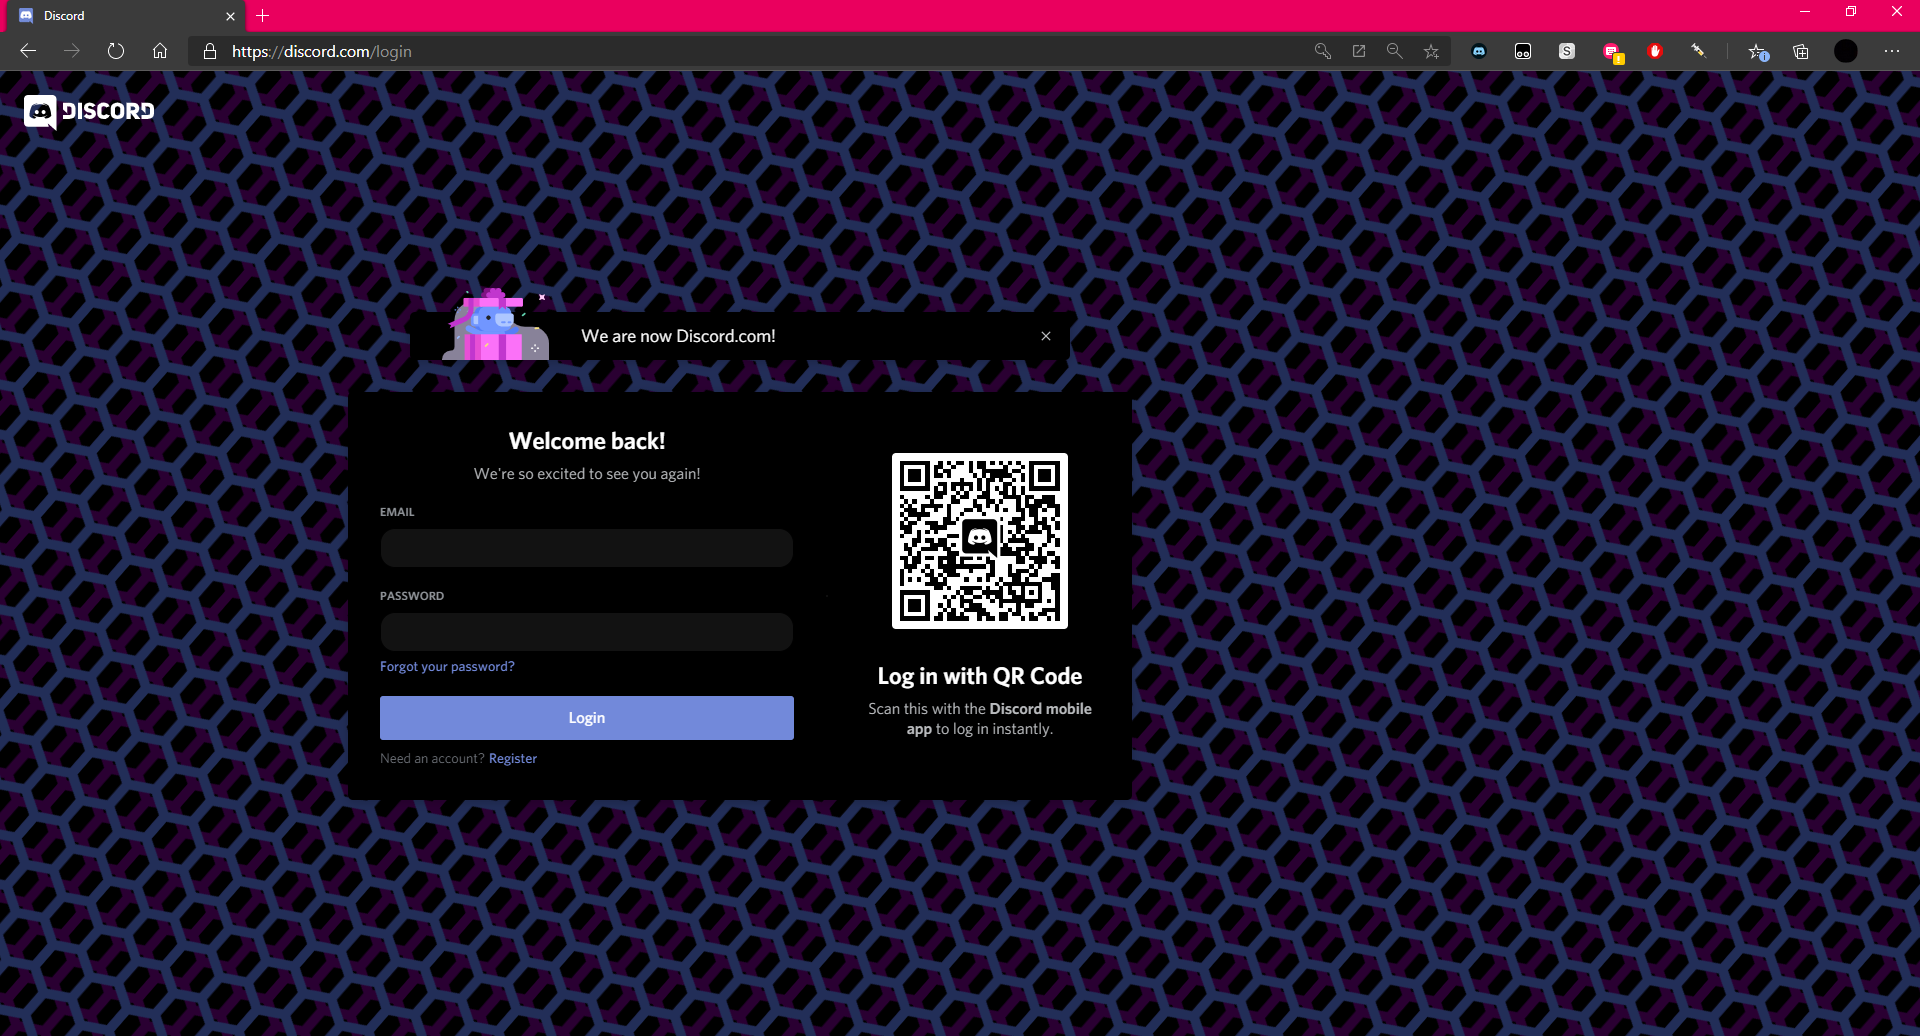 Discord
https://discord.com/login
S
DISCORD
We are now Discord.com!
Welcome back!
We're so excited to see you again!
EMAIL
PASSWORD
Forgot your password?
Login
Need an account? Register
Log in with QR Code
Scan this with the Discord mobile
app to log in instantly.